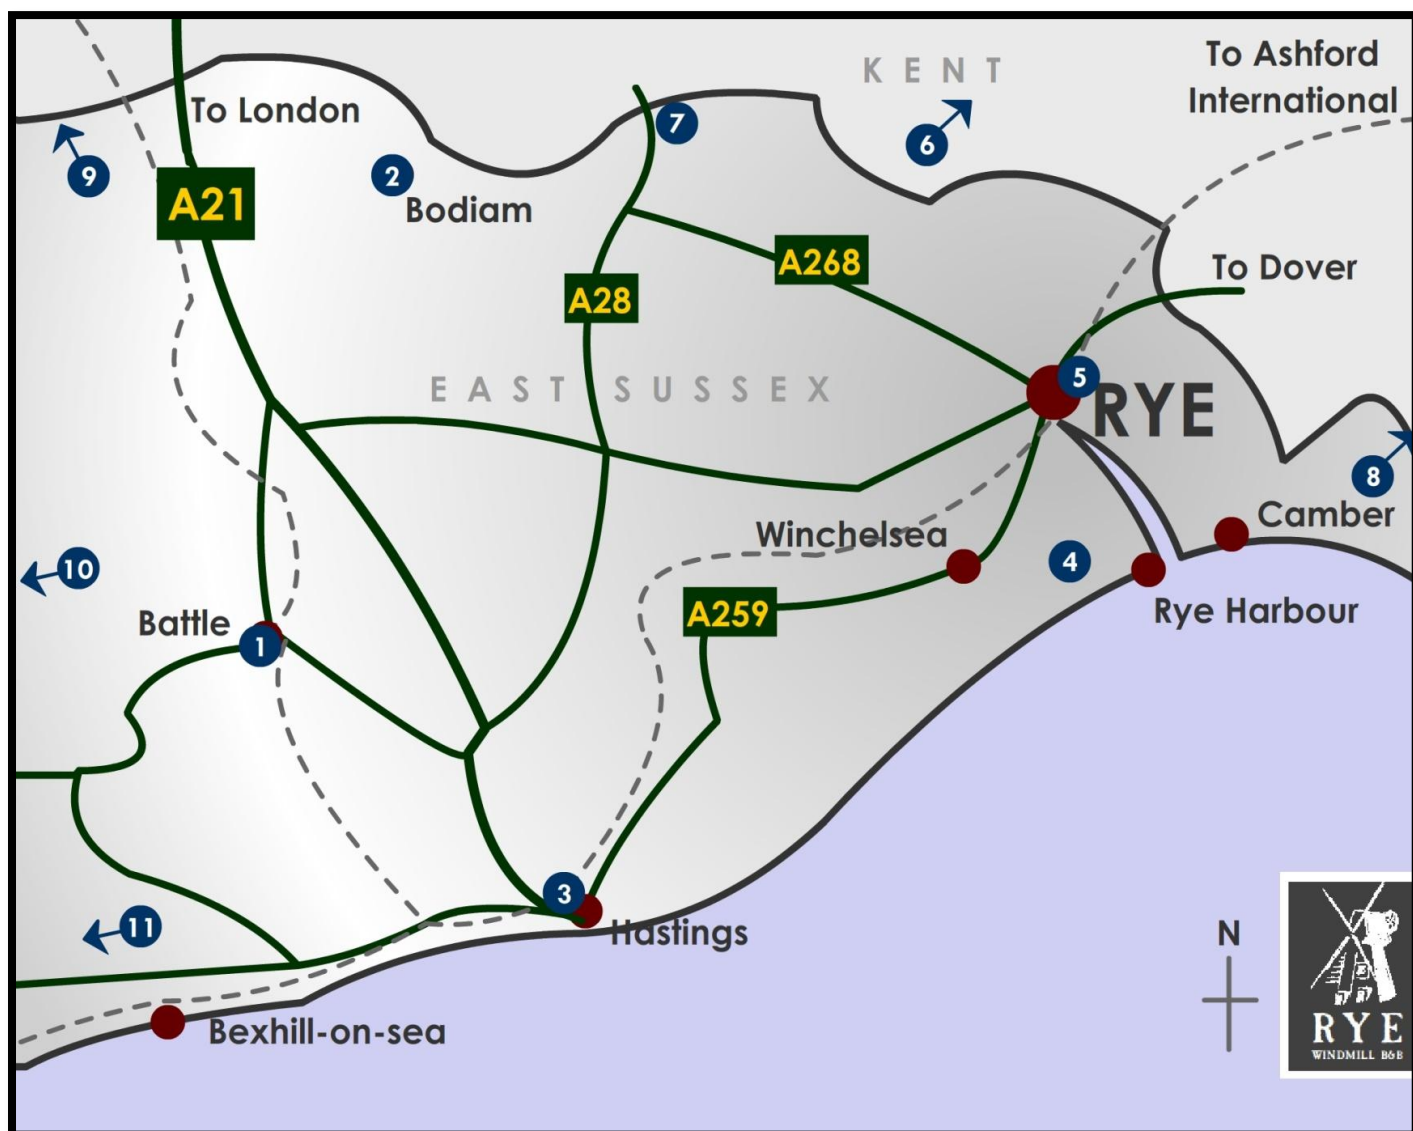 KENT
To Ashford
International
To London
7
6
9
2
A21
Bodiam
A268
To Dover
A28
EAST SUSSEX
5
RYE
8
Camber
Winchelsea
4
10
A259
Rye Harbour
Battle
1
3
Hastings
11
N
Bexhill-on-sea
RYE
WINDMILL B&B